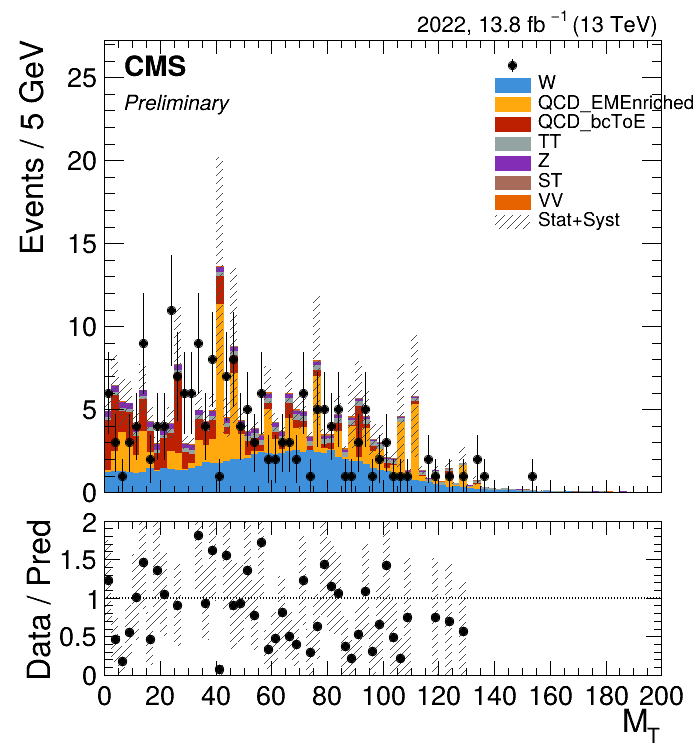 2022, 13.8 fb⁻¹ (13 TeV)
CMS
Preliminary
Events / 5 GeV
25
20
15
10
5
0
W
QCD_EMEnriched
QCD_bcToE
TT
Z
ST
VV
Stat+Syst
Data / Pred
2
1.5
1
0.5
0
0 20 40 60 80 100 120 140 160 180 200
M_T